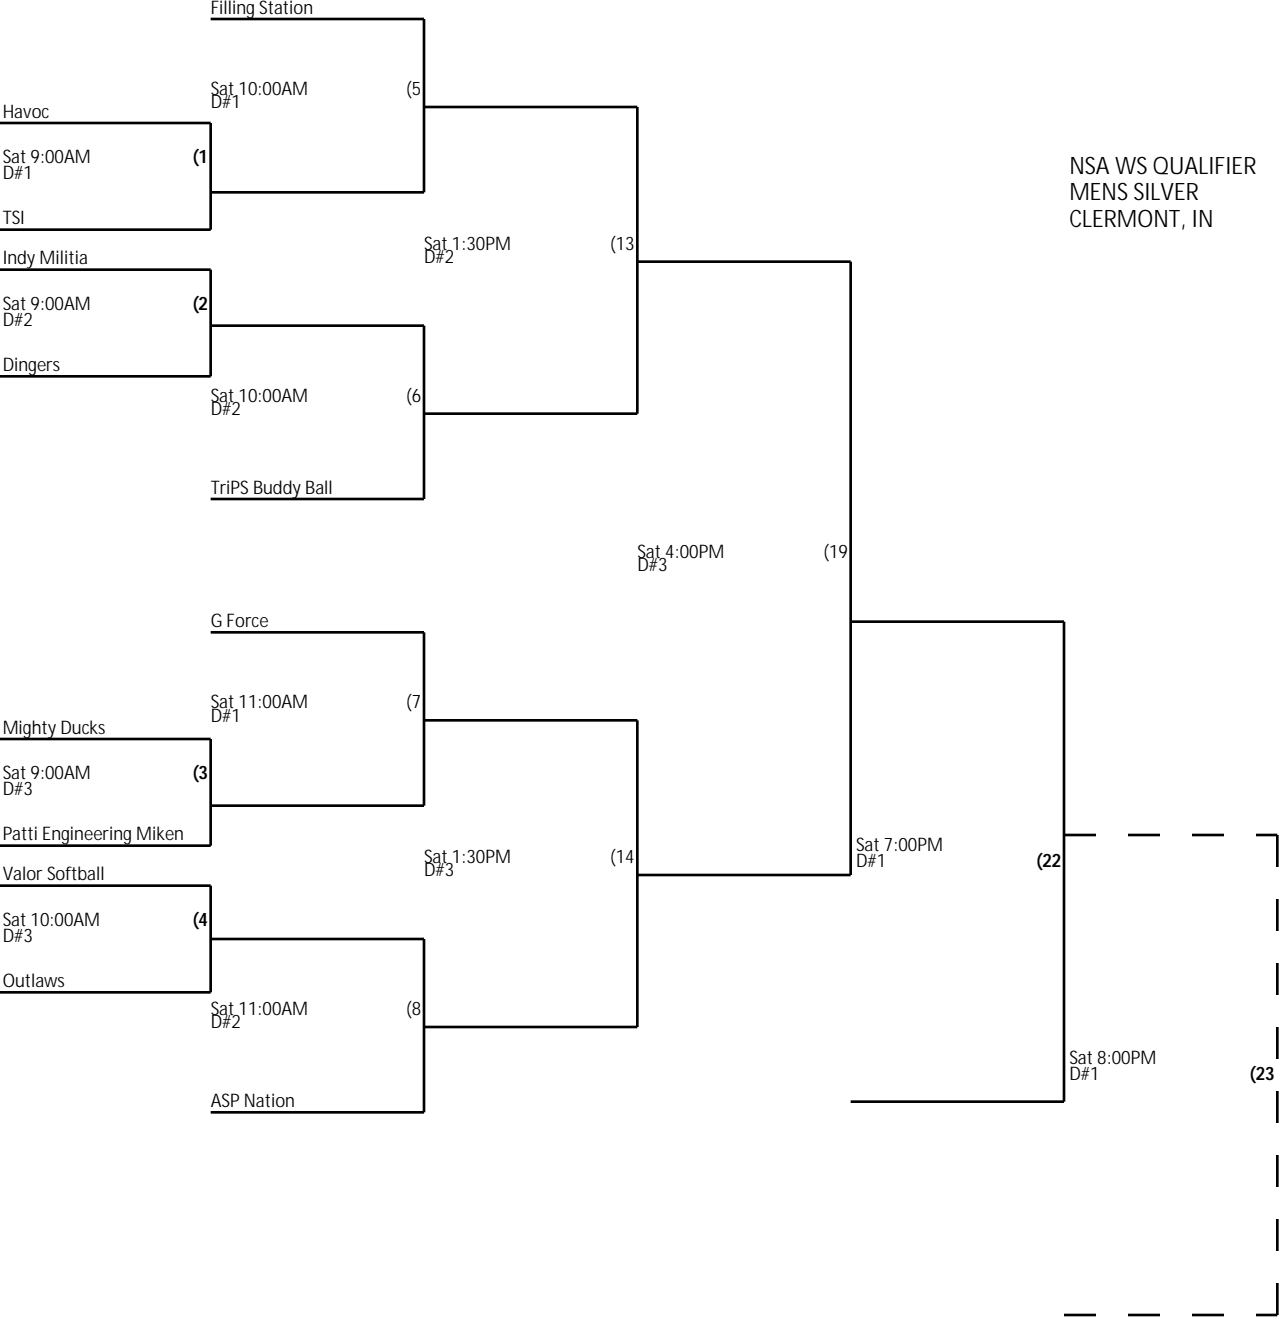 Filling Station
Sat 10:00AM
D#1
(5
Havoc
Sat 9:00AM
D#1
(1
TSI
Indy Militia
Sat 9:00AM
D#2
(2
Dingers
Sat 10:00AM
D#2
(6
TriPS Buddy Ball
Sat 1:30PM
D#2
(13
NSA WS QUALIFIER
MENS SILVER
CLERMONT, IN
Sat 4:00PM
D#3
(19
G Force
Sat 11:00AM
D#1
(7
Mighty Ducks
Sat 9:00AM
D#3
(3
Patti Engineering Miken
Valor Softball
Sat 10:00AM
D#3
(4
Outlaws
Sat 1:30PM
D#3
(14
Sat 11:00AM
D#2
(8
ASP Nation
Sat 7:00PM
D#1
(22
Sat 8:00PM
D#1
(23